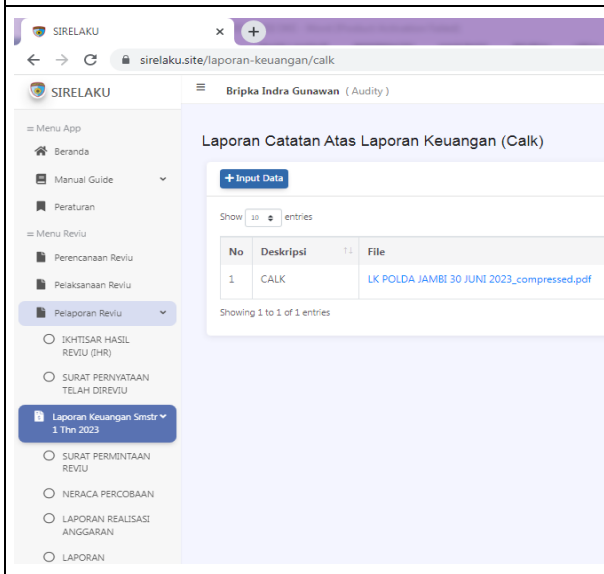 SIRELAKU
sirelaku.site/laporan-keuangan/calk
SIRELAKU
Bripka Indra Gunawan ( Audity )
Menu App
Beranda
Manual Guide
Peraturan
Menu Reviu
Perencanaan Reviu
Pelaksanaan Reviu
Pelaporan Reviu
IKHTISAR HASIL
REVIU (IHR)
SURAT PERNYATAAN
TELAH DIREVIU
Laporan Keuangan Smstr
1 Thn 2023
SURAT PERMINTAAN
REVIU
NERACA PERCOBAAN
LAPORAN REALISASI
ANGGARAN
LAPORAN
Laporan Catatan Atas Laporan Keuangan (Calk)
+ Input Data
Show 10 entries
No Deskripsi File
1 CALK LK POLDA JAMBI 30 JUNI 2023_compressed.pdf
Showing 1 to 1 of 1 entries